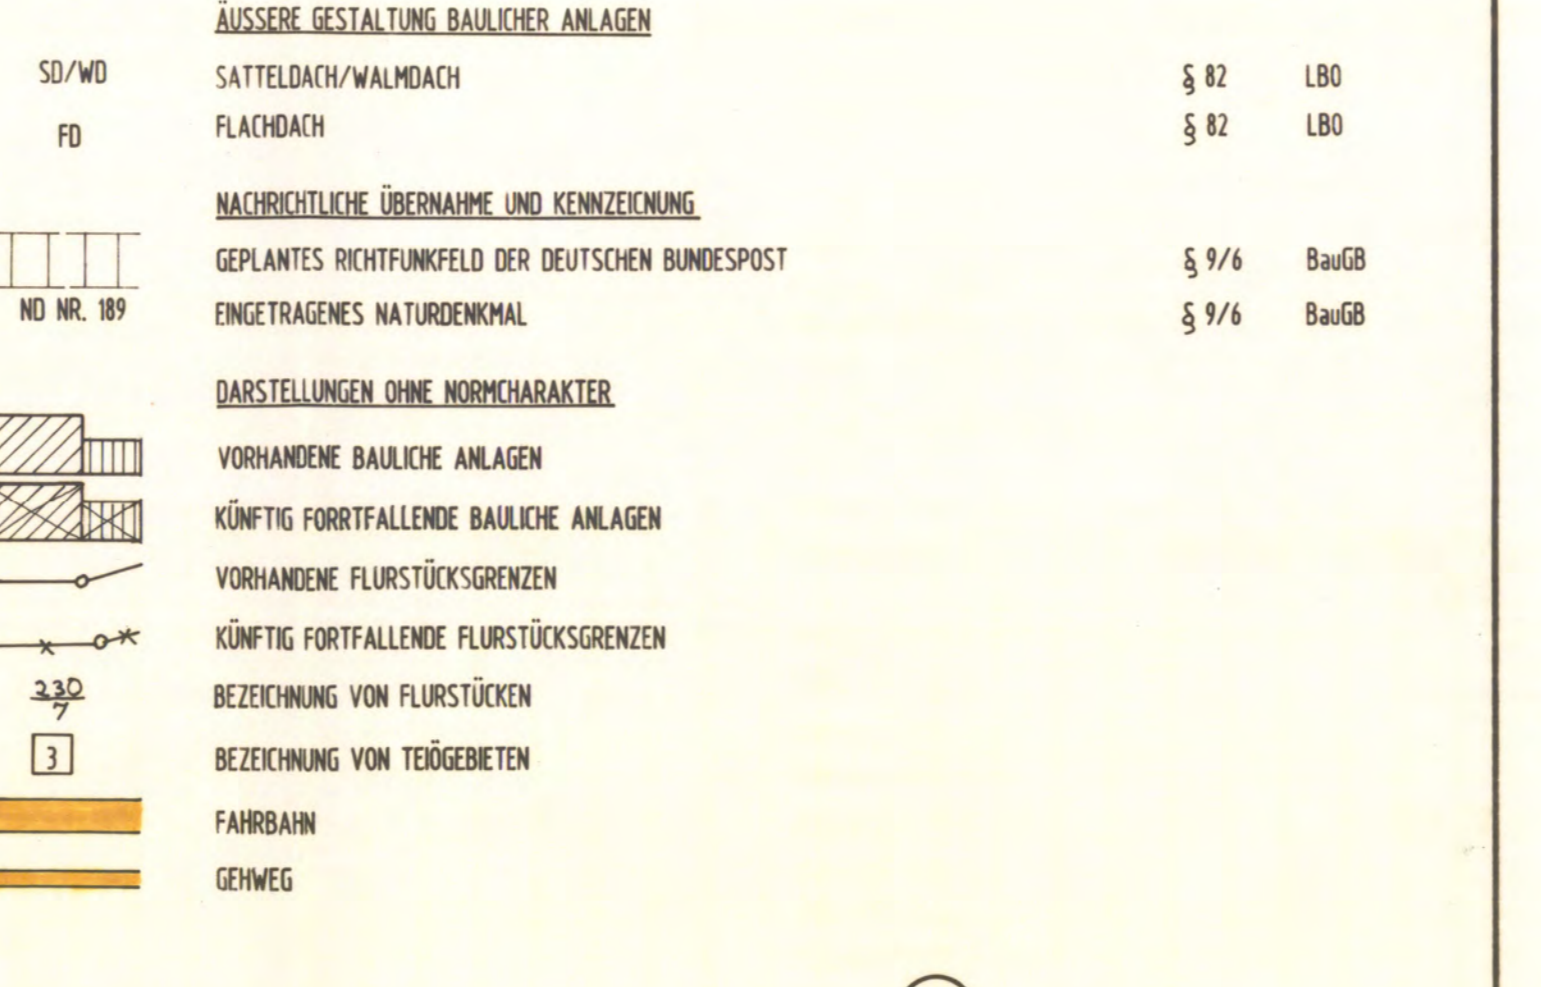 ÄUSSERE GESTALTUNG BAULICHER ANLAGEN
SD/WD SATTELDACH/WALMDACH § 82 LBO
FD FLACHDACH § 82 LBO
NACHRICHTLICHE ÜBERNAHME UND KENNZEICNUNG
GEPLANTES RICHTFUNKFELD DER DEUTSCHEN BUNDESPOST § 9/6 BauGB
ND NR. 189 EINGETRAGENES NATURDENKMAL § 9/6 BauGB
DARSTELLUNGEN OHNE NORMCHARAKTER
VORHANDENE BAULICHE ANLAGEN
KÜNFTIG FORRTFALLENDE BAULICHE ANLAGEN
VORHANDENE FLURSTÜCKSGRENZEN
KÜNFTIG FORTFALLENDE FLURSTÜCKSGRENZEN
230/7 BEZEICHNUNG VON FLURSTÜCKEN
3 BEZEICHNUNG VON TEIÖGEBIETEN
FAHRBAHN
GEHWEG